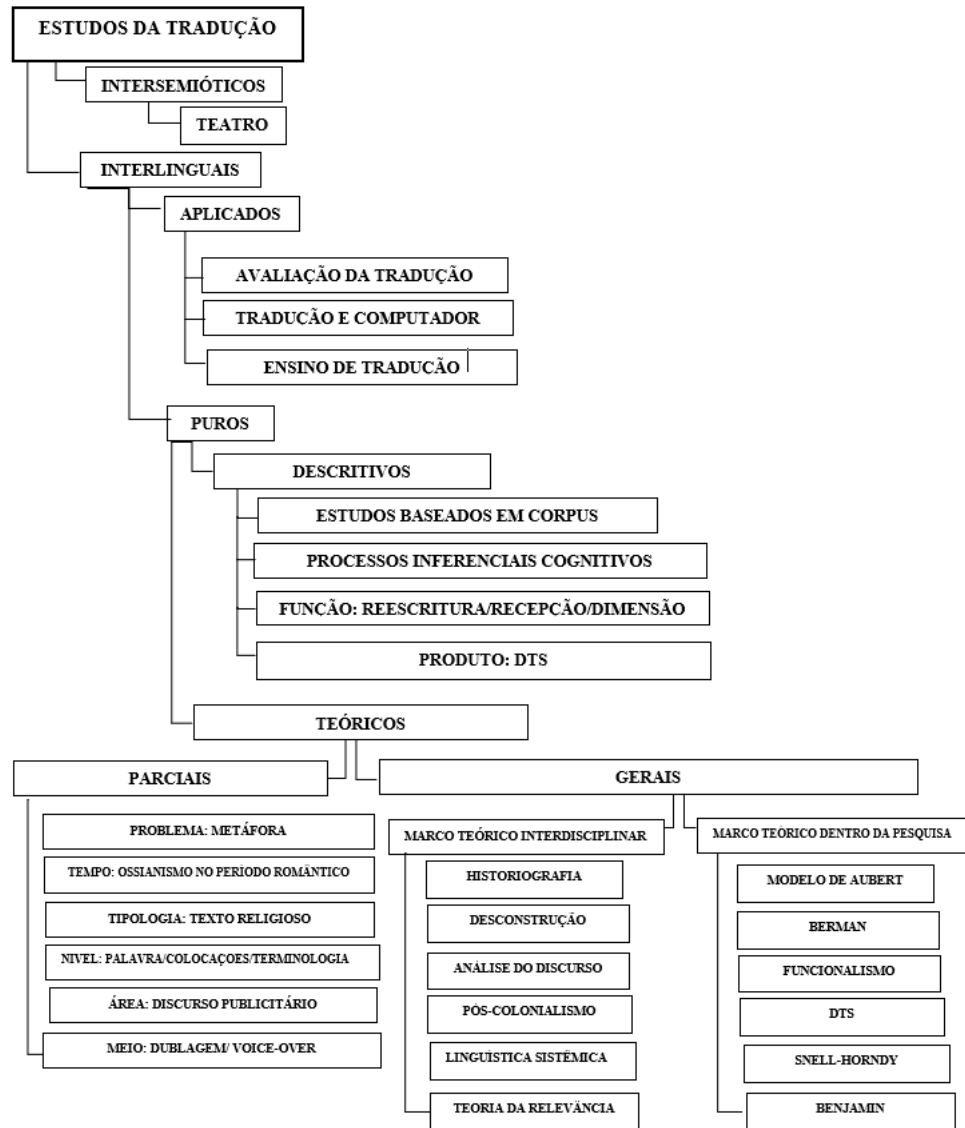 ESTUDOS DA TRADUÇÃO
INTERSEMIÓTICOS
TEATRO
INTERLINGUAIS
APLICADOS
AVALIAÇÃO DA TRADUÇÃO
TRADUÇÃO E COMPUTADOR
ENSINO DE TRADUÇÃO
PUROS
DESCRITIVOS
ESTUDOS BASEADOS EM CORPUS
PROCESSOS INFERENCIAIS COGNITIVOS
FUNÇÃO: REESCRITURA/RECEPÇÃO/DIMENSÃO
PRODUTO: DTS
TEÓRICOS
PARCIAIS
PROBLEMA: METÁFORA
TEMPO: OSSIANISMO NO PERÍODO ROMÂNTICO
TIPOLOGIA: TEXTO RELIGIOSO
NIVEL: PALAVRA/COLOCAÇOES/TERMINOLOGIA
ÁREA: DISCURSO PUBLICITÁRIO
MEIO: DUBLAGEM/ VOICE-OVER
GERAIS
MARCO TEÓRICO INTERDISCIPLINAR
HISTORIOGRAFIA
DESCONSTRUÇÃO
ANÁLISE DO DISCURSO
PÓS-COLONIALISMO
LINGUÌSTICA SISTÊMICA
TEORIA DA RELEVÂNCIA
MARCO TEÓRICO DENTRO DA PESQUISA
MODELO DE AUBERT
BERMAN
FUNCIONALISMO
DTS
SNELL-HORNDY
BENJAMIN